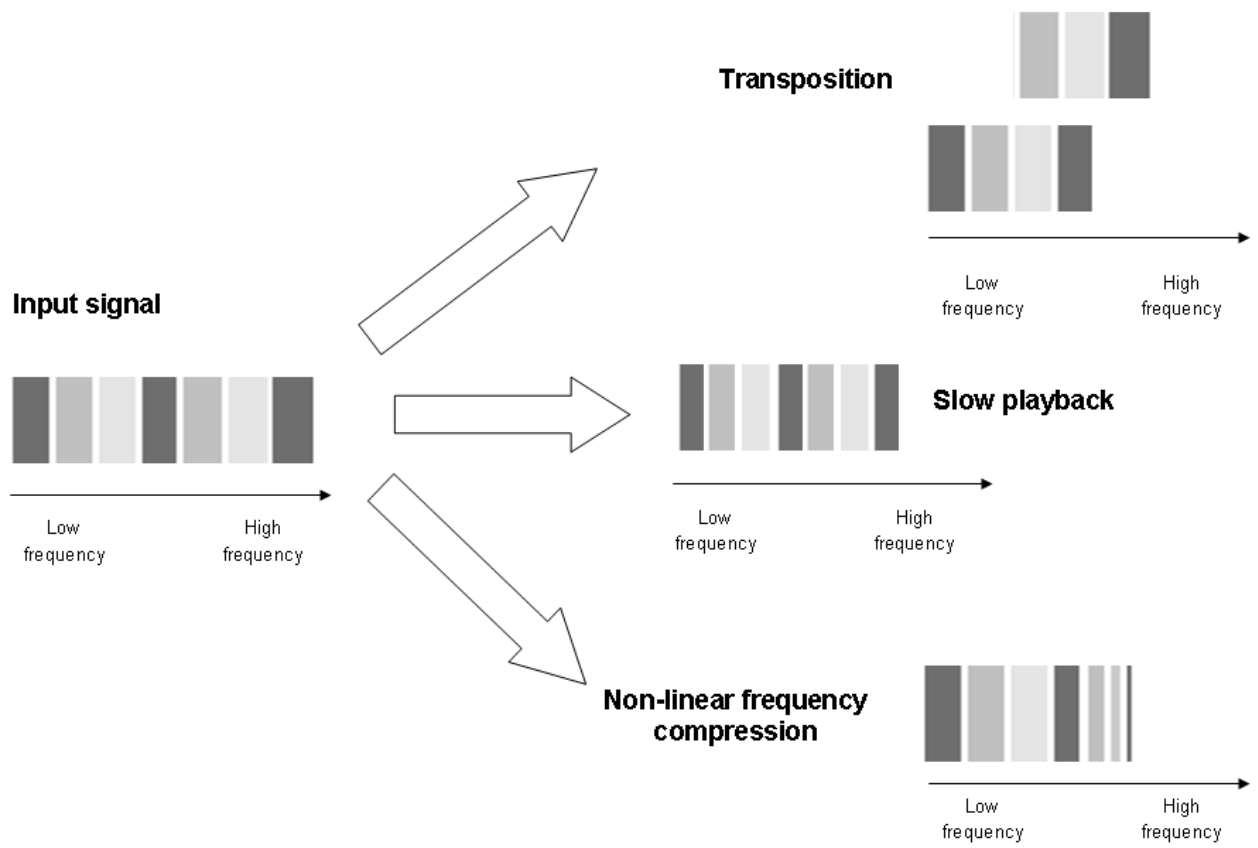 Transposition
Low
frequency
High
frequency
Input signal
Low
frequency
High
frequency
Slow playback
Low
frequency
High
frequency
Non-linear frequency
compression
Low
frequency
High
frequency